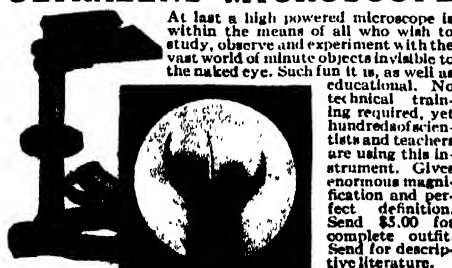 At last a high powered microscope is
within the means of all who wish to
study, observe and experiment with the
vast world of minute objects invisible to
the naked eye. Such fun it is, as well as
educational. No
technical train-
ing required, yet
hundreds of scien-
tists and teachers
are using this in-
strument. Gives
enormous magni-
fication and per-
fect definition.
Send $5.00 for
complete outfit.
Send for descrip-
tive literature.